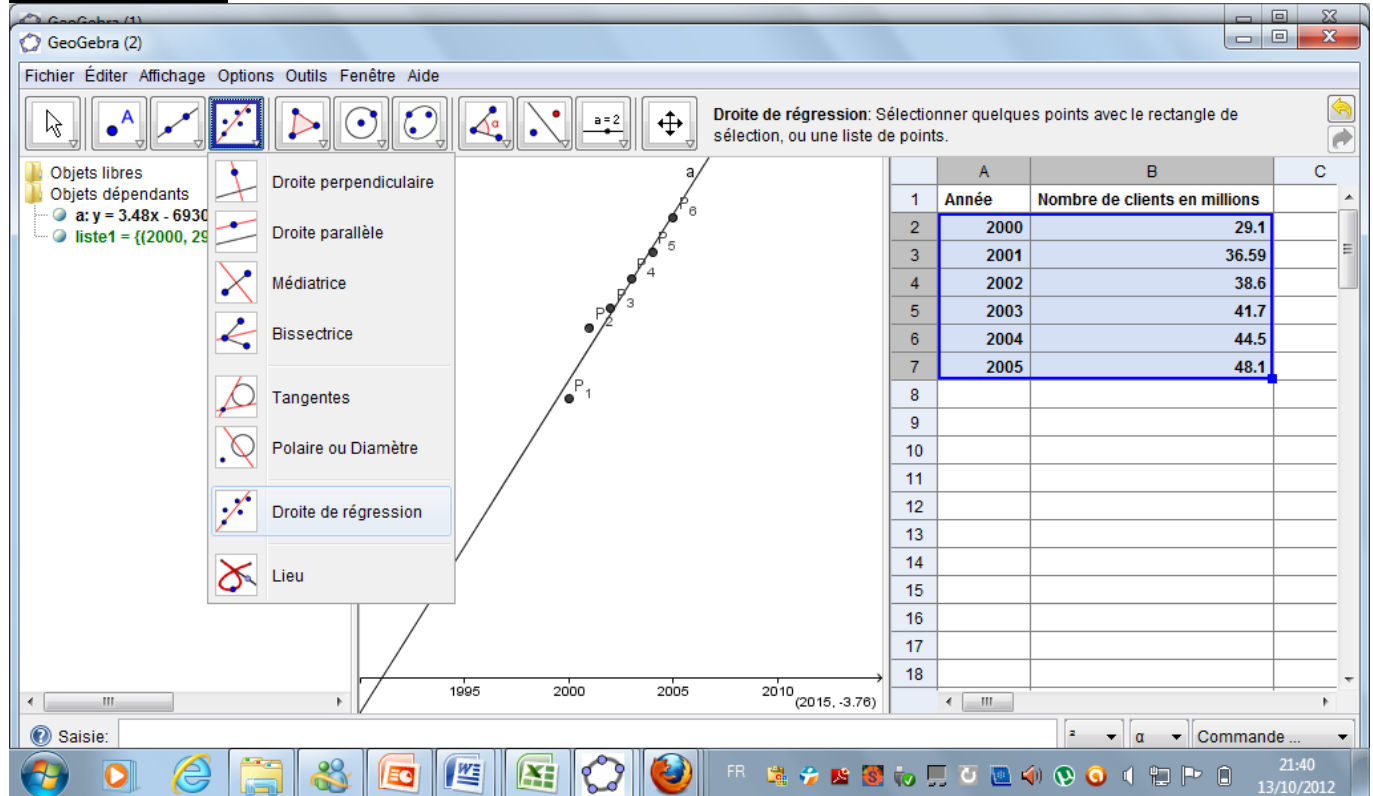 GeoGebra (1)
GeoGebra (2)
Fichier Éditer Affichage Options Outils Fenêtre Aide
A
α
a = 2
Droite de régression: Sélectionner quelques points avec le rectangle de
sélection, ou une liste de points.
Objets libres
Objets dépendants
a: y = 3.48x - 6930
liste1 = {(2000, 29
Droite perpendiculaire
Droite parallèle
Médiatrice
Bissectrice
Tangentes
Polaire ou Diamètre
Droite de régression
Lieu
a
P6
P5
P4
P3
P2
P1
1995 2000 2005 2010
(2015, -3.76)
A B C
1 Année Nombre de clients en millions
2 2000 29.1
3 2001 36.59
4 2002 38.6
5 2003 41.7
6 2004 44.5
7 2005 48.1
8
9
10
11
12
13
14
15
16
17
18
Saisie:
² α Commande ...
FR
21:40
13/10/2012